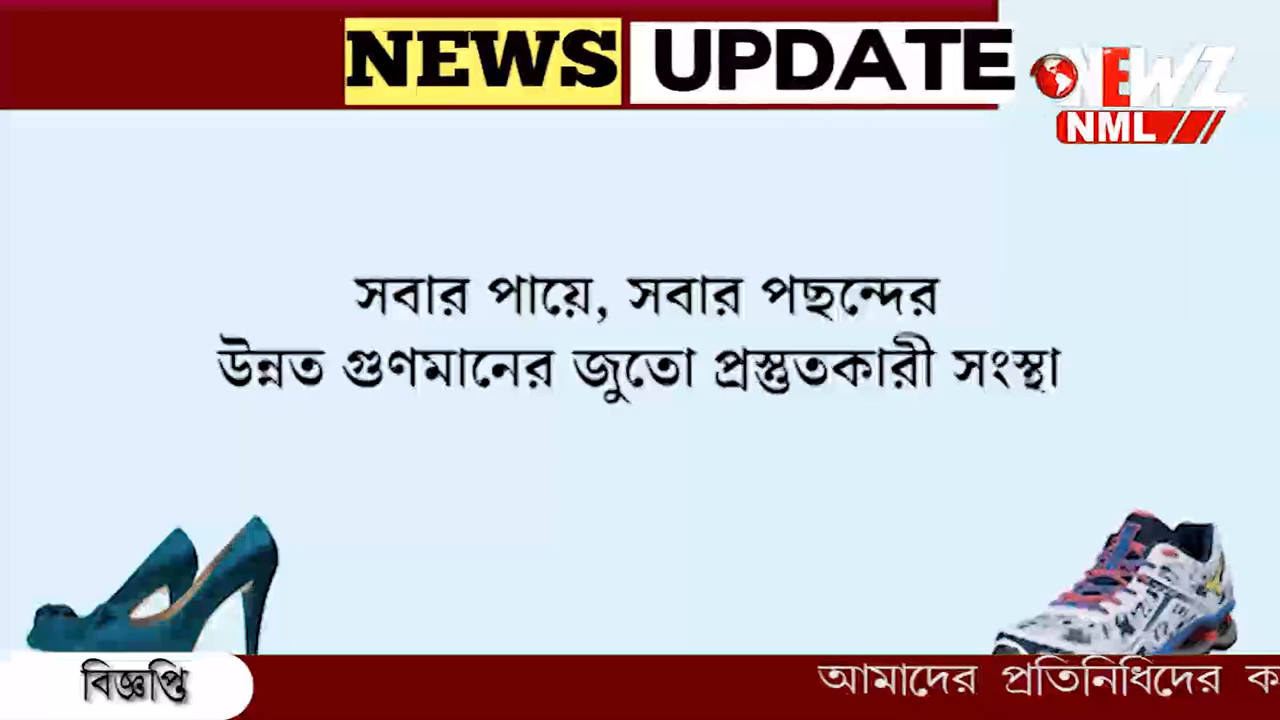 NEWS UPDATE
NEWZ
NML
সবার পায়ে, সবার পছন্দের
উন্নত গুণমানের জুতো প্রস্তুতকারী সংস্থা
বিজ্ঞপ্তি
আমাদের প্রতিনিধিদের